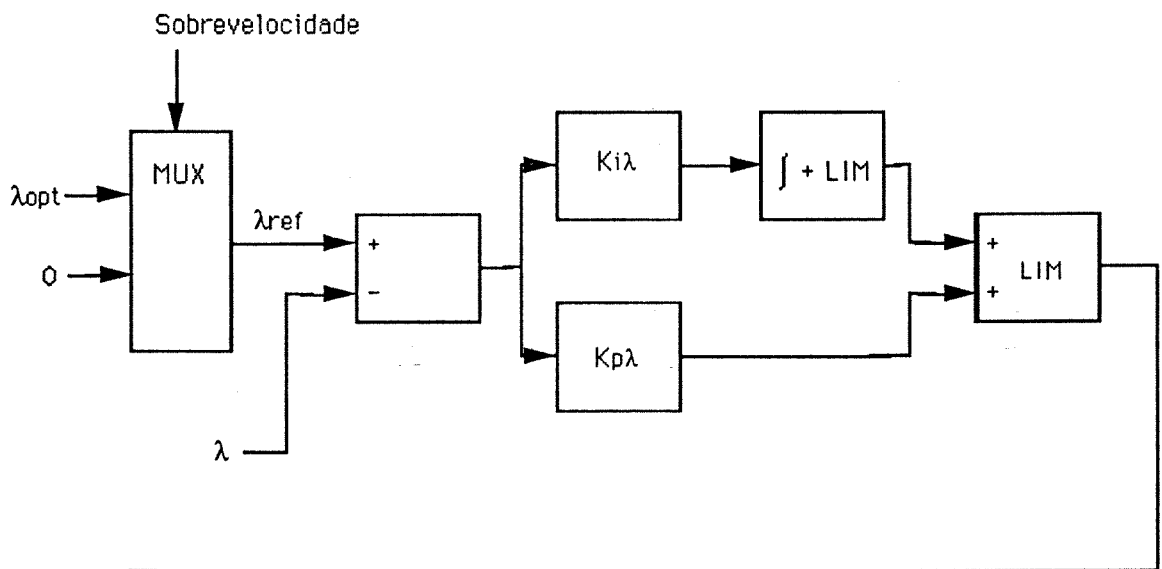 Sobrevelocidade
MUX
λopt
0
λref
+
-
λ
Kiλ
∫ + LIM
Kpλ
+
+
LIM